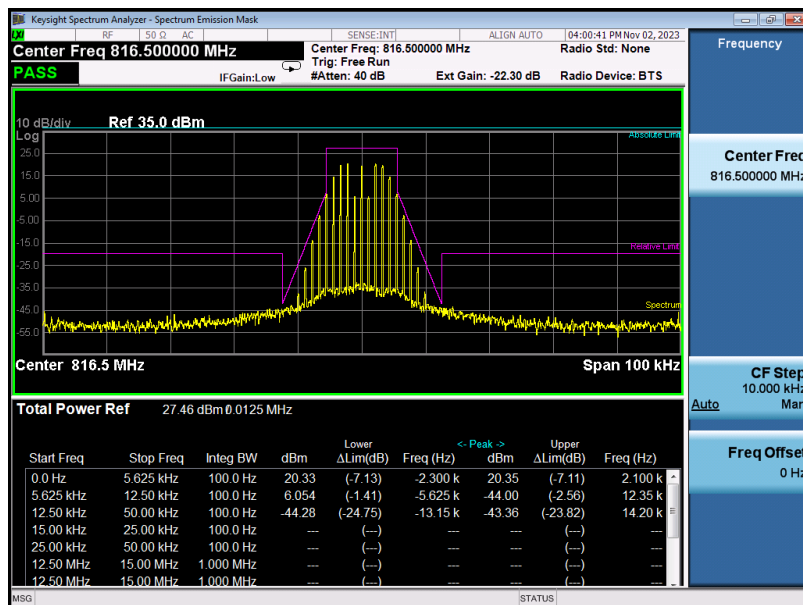 Keysight Spectrum Analyzer - Spectrum Emission Mask
LXI RF 50 Ω AC SENSE:INT ALIGN AUTO 04:00:41 PM Nov 02, 2023
Center Freq 816.500000 MHz
Center Freq: 816.500000 MHz Radio Std: None
Trig: Free Run
PASS IFGain:Low #Atten: 40 dB Ext Gain: -22.30 dB Radio Device: BTS
10 dB/div Ref 35.0 dBm
Log
Absolute Limit
25.0
15.0
5.00
-5.00
-15.0
Relative Limit
-25.0
-35.0
-45.0
Spectrum
-55.0
Center 816.5 MHz Span 100 kHz
Total Power Ref 27.46 dBm / 0.0125 MHz
Lower <- Peak -> Upper
Start Freq Stop Freq Integ BW dBm ΔLim(dB) Freq (Hz) dBm ΔLim(dB) Freq (Hz)
0.0 Hz 5.625 kHz 100.0 Hz 20.33 (-7.13) -2.300 k 20.35 (-7.11) 2.100 k
5.625 kHz 12.50 kHz 100.0 Hz 6.054 (-1.41) -5.625 k -44.00 (-2.56) 12.35 k
12.50 kHz 50.00 kHz 100.0 Hz -44.28 (-24.75) -13.15 k -43.36 (-23.82) 14.20 k
15.00 kHz 25.00 kHz 100.0 Hz --- (---) --- --- (---) ---
25.00 kHz 50.00 kHz 100.0 Hz --- (---) --- --- (---) ---
12.50 MHz 15.00 MHz 1.000 MHz --- (---) --- --- (---) ---
12.50 MHz 15.00 MHz 1.000 MHz --- (---) --- --- (---) ---
MSG STATUS
Frequency
Center Freq
816.500000 MHz
CF Step
10.000 kHz
Auto Man
Freq Offset
0 Hz